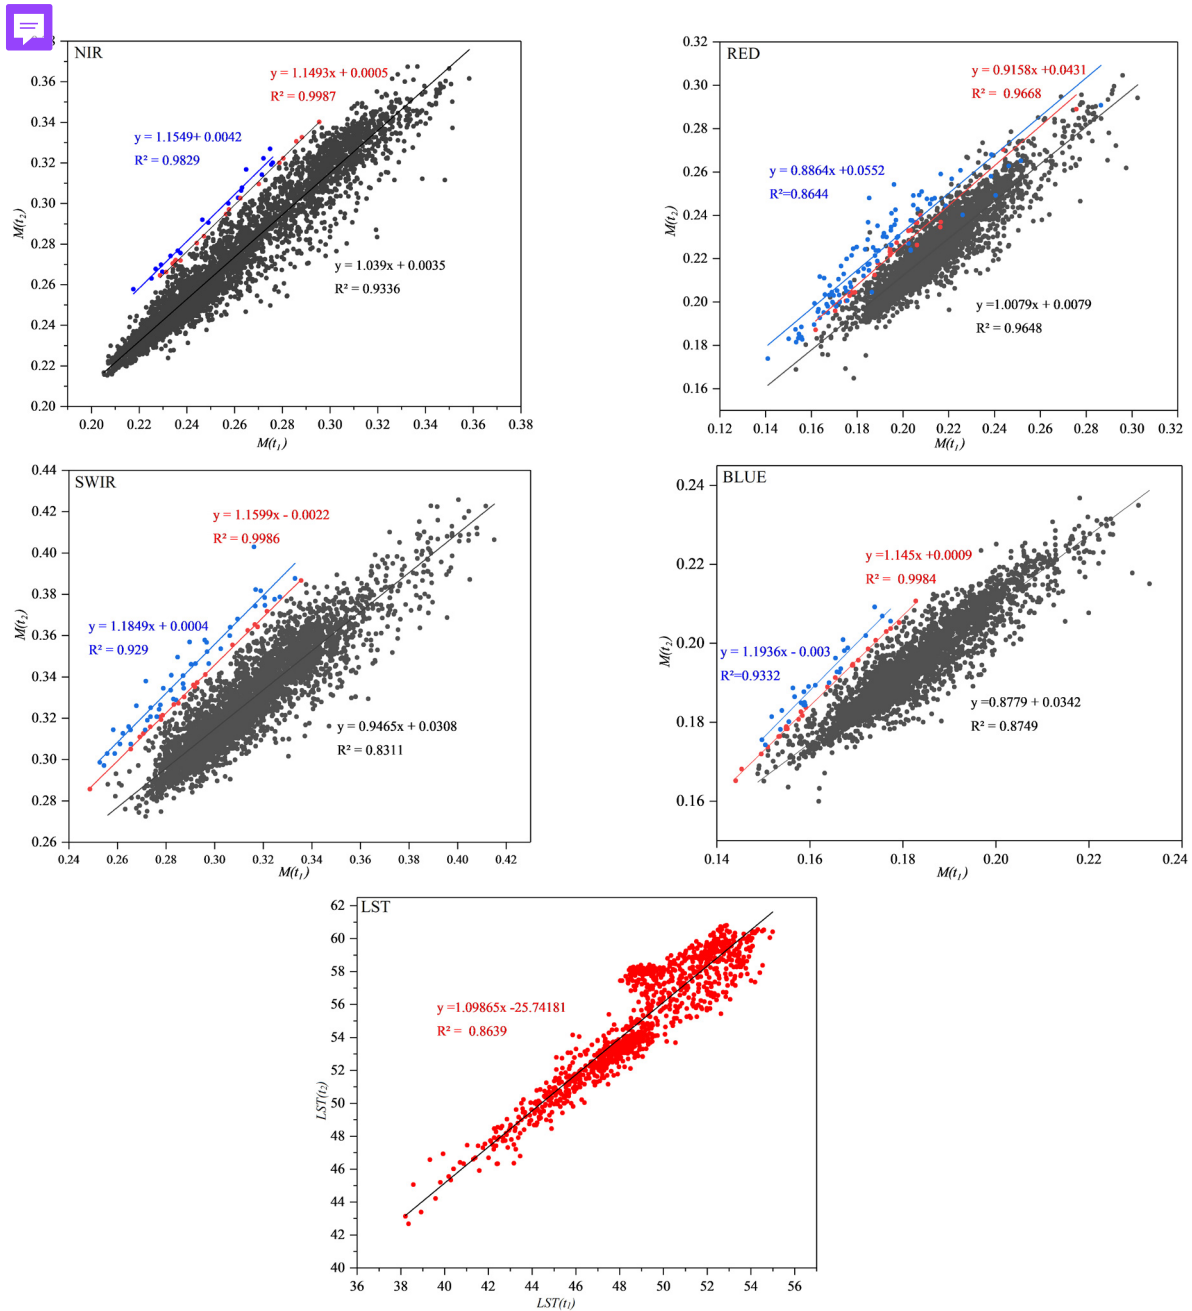 NIR
y = 1.1493x + 0.0005
R² = 0.9987
y = 1.1549+ 0.0042
R² = 0.9829
y = 1.039x + 0.0035
R² = 0.9336
0.36
0.34
0.32
0.30
0.28
0.26
0.24
0.22
0.20
M(t₂)
0.20 0.22 0.24 0.26 0.28 0.30 0.32 0.34 0.36 0.38
M(t₁)
RED
y = 0.9158x +0.0431
R² = 0.9668
y = 0.8864x +0.0552
R²=0.8644
y =1.0079x + 0.0079
R² = 0.9648
0.32
0.30
0.28
0.26
0.24
0.22
0.20
0.18
0.16
M(t₂)
0.12 0.14 0.16 0.18 0.20 0.22 0.24 0.26 0.28 0.30 0.32
M(t₁)
SWIR
y = 1.1599x - 0.0022
R² = 0.9986
y = 1.1849x + 0.0004
R² = 0.929
y = 0.9465x + 0.0308
R² = 0.8311
0.44
0.42
0.40
0.38
0.36
0.34
0.32
0.30
0.28
0.26
M(t₂)
0.24 0.26 0.28 0.30 0.32 0.34 0.36 0.38 0.40 0.42
M(t₁)
BLUE
y =1.145x +0.0009
R² = 0.9984
y = 1.1936x - 0.003
R²=0.9332
y =0.8779 + 0.0342
R² = 0.8749
0.24
0.22
0.20
0.18
0.16
M(t₂)
0.14 0.16 0.18 0.20 0.22 0.24
M(t₁)
LST
y =1.09865x -25.74181
R² = 0.8639
62
60
58
56
54
52
50
48
46
44
42
40
LST(t₂)
36 38 40 42 44 46 48 50 52 54 56
LST(t₁)